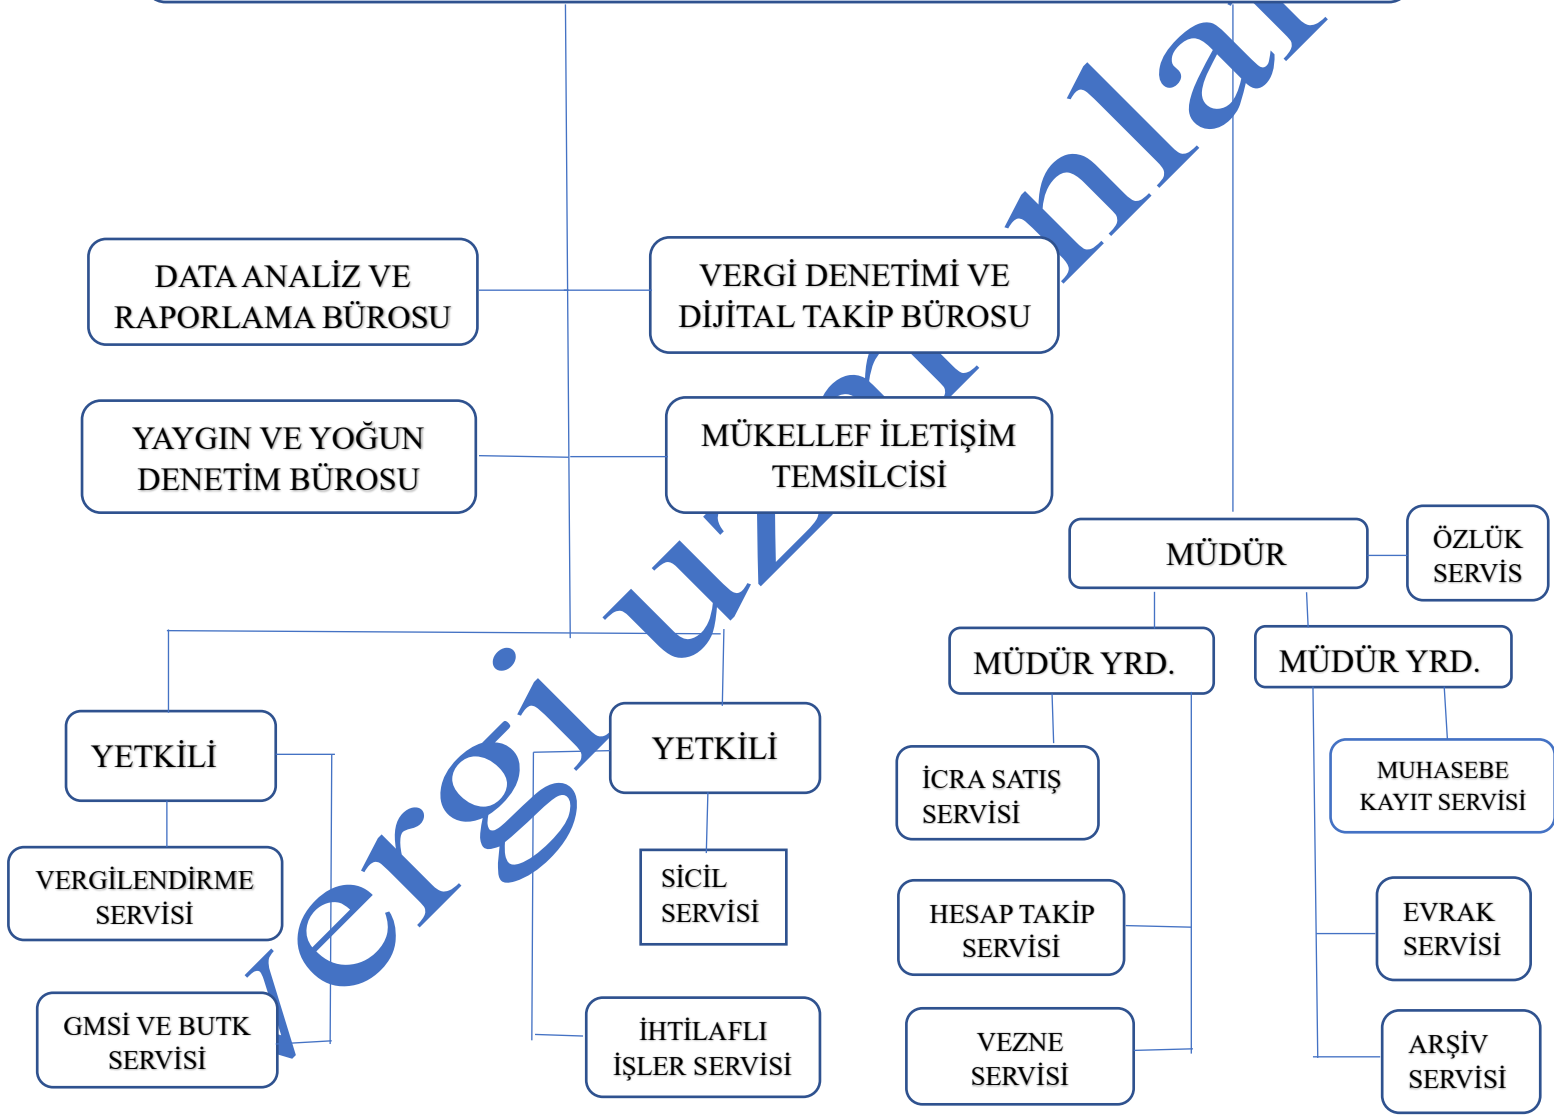 DATA ANALİZ VE
RAPORLAMA BÜROSU
VERGİ DENETİMİ VE
DİJİTAL TAKİP BÜROSU
YAYGIN VE YOĞUN
DENETİM BÜROSU
MÜKELLEF İLETİŞİM
TEMSİLCİSİ
MÜDÜR
ÖZLÜK
SERVİS
MÜDÜR YRD.
MÜDÜR YRD.
YETKİLİ
YETKİLİ
İCRA SATIŞ
SERVİSİ
MUHASEBE
KAYIT SERVİSİ
VERGİLENDİRME
SERVİSİ
SİCİL
SERVİSİ
HESAP TAKİP
SERVİSİ
EVRAK
SERVİSİ
GMSİ VE BUTK
SERVİSİ
İHTİLAFLI
İŞLER SERVİSİ
VEZNE
SERVİSİ
ARŞİV
SERVİSİ